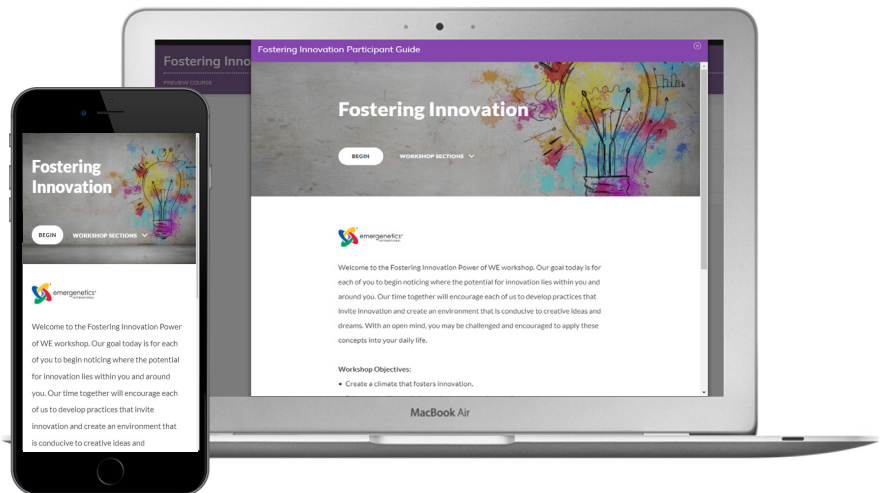 Fostering Inno
PREVIEW COURSE
Fostering Innovation Participant Guide
Fostering Innovation
BEGIN
WORKSHOP SECTIONS
emergenetics
INTERNATIONAL
Welcome to the Fostering Innovation Power of WE workshop. Our goal today is for
each of you to begin noticing where the potential for innovation lies within you and
around you. Our time together will encourage each of us to develop practices that
invite innovation and create an environment that is conducive to creative ideas and
dreams. With an open mind, you may be challenged and encouraged to apply these
concepts into your daily life.
Workshop Objectives:
• Create a climate that fosters innovation.
MacBook Air
Fostering
Innovation
BEGIN
WORKSHOP SECTIONS
emergenetics
INTERNATIONAL
Welcome to the Fostering Innovation Power
of WE workshop. Our goal today is for each
of you to begin noticing where the potential
for innovation lies within you and around
you. Our time together will encourage each
of us to develop practices that invite
innovation and create an environment that
is conducive to creative ideas and